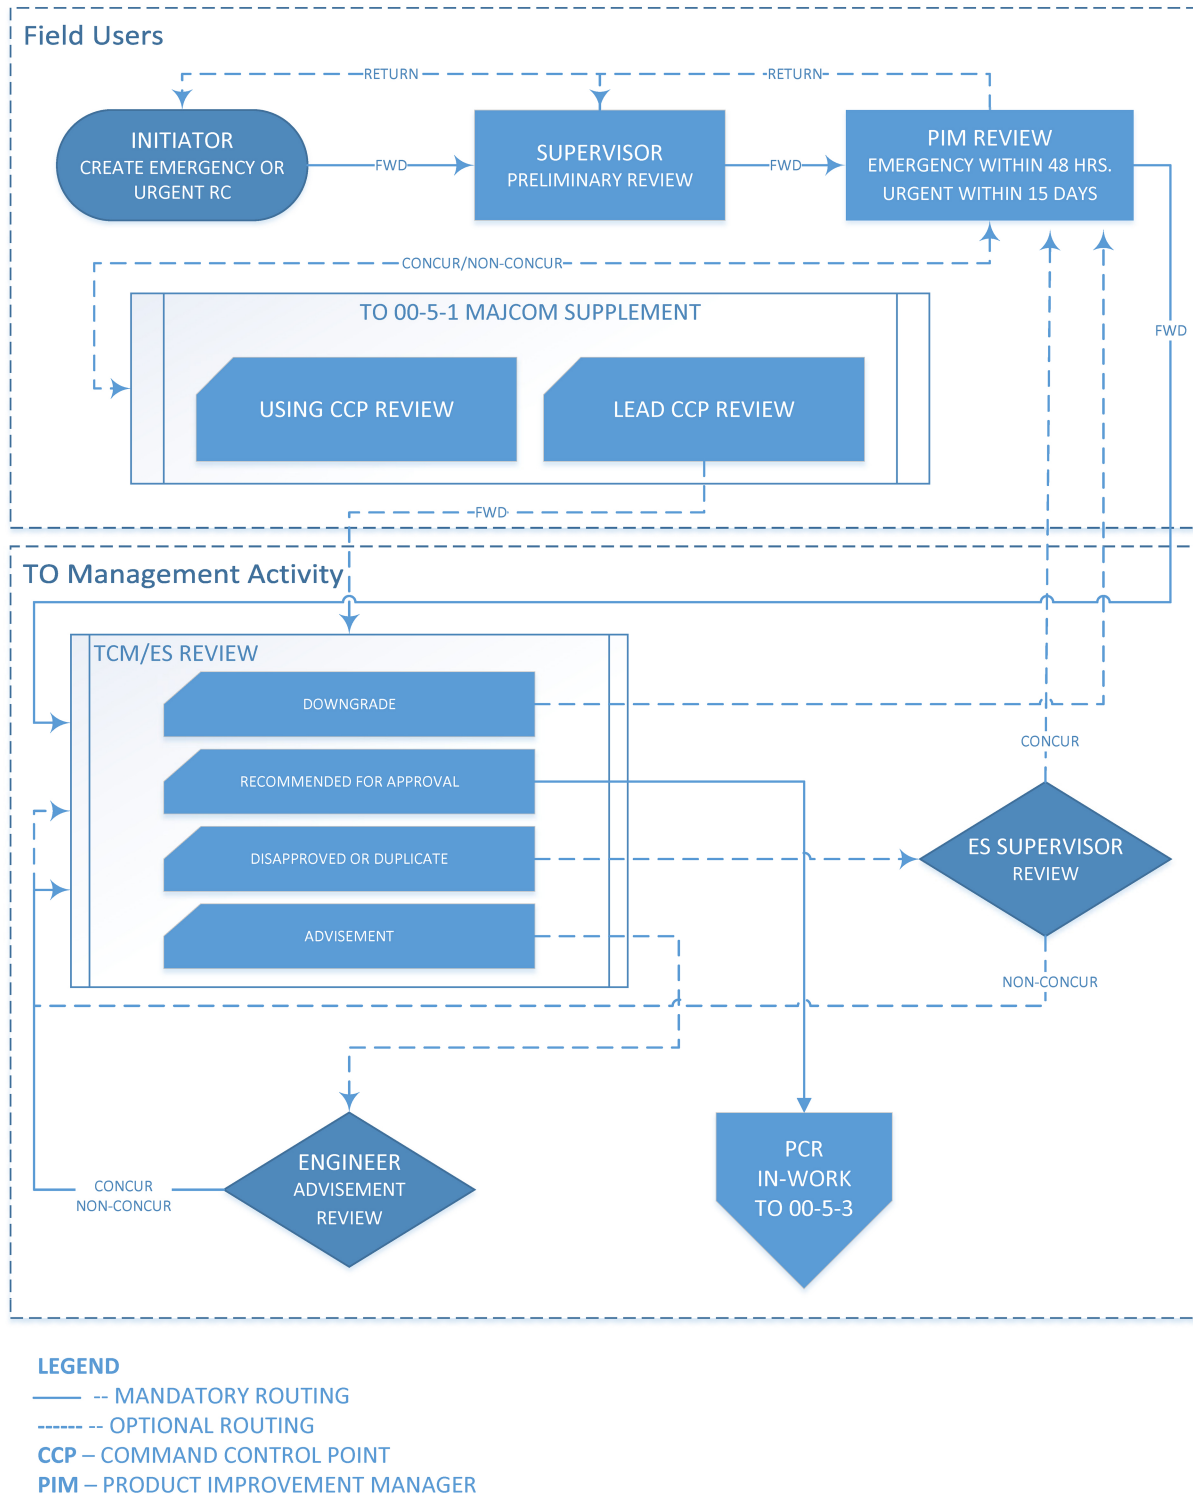 Field Users
RETURN
RETURN
INITIATOR
CREATE EMERGENCY OR
URGENT RC
FWD
SUPERVISOR
PRELIMINARY REVIEW
FWD
PIM REVIEW
EMERGENCY WITHIN 48 HRS.
URGENT WITHIN 15 DAYS
CONCUR/NON-CONCUR
TO 00-5-1 MAJCOM SUPPLEMENT
FWD
USING CCP REVIEW
LEAD CCP REVIEW
FWD
TO Management Activity
TCM/ES REVIEW
DOWNGRADE
CONCUR
RECOMMENDED FOR APPROVAL
DISAPPROVED OR DUPLICATE
ES SUPERVISOR
REVIEW
ADVISEMENT
NON-CONCUR
ENGINEER
ADVISEMENT
REVIEW
CONCUR
NON-CONCUR
PCR
IN-WORK
TO 00-5-3
LEGEND
-- MANDATORY ROUTING
------ -- OPTIONAL ROUTING
CCP – COMMAND CONTROL POINT
PIM – PRODUCT IMPROVEMENT MANAGER